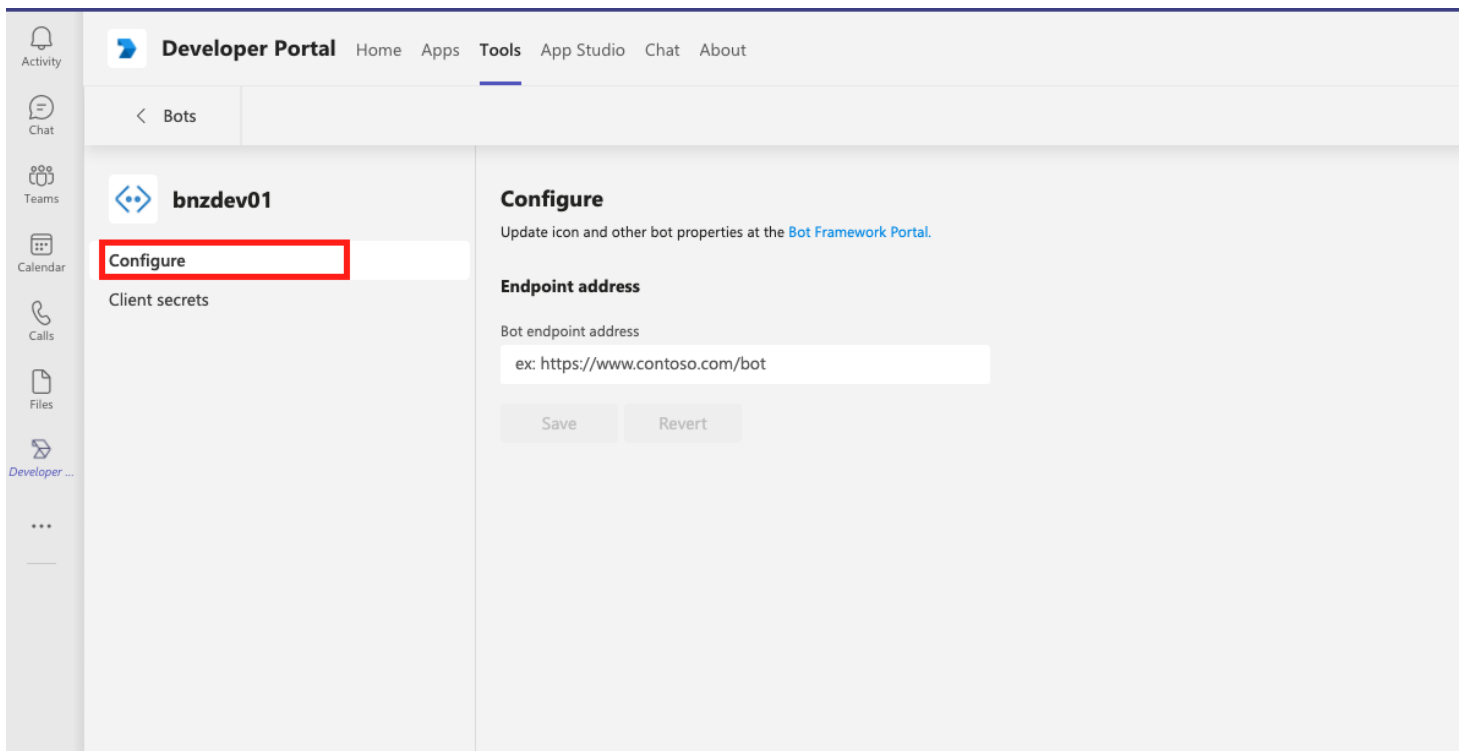 Activity
Chat
Teams
Calendar
Calls
Files
Developer ...
Developer Portal Home Apps Tools App Studio Chat About
Bots
bnzdev01
Configure
Client secrets
Configure
Update icon and other bot properties at the Bot Framework Portal.
Endpoint address
Bot endpoint address
ex: https://www.contoso.com/bot
Save Revert